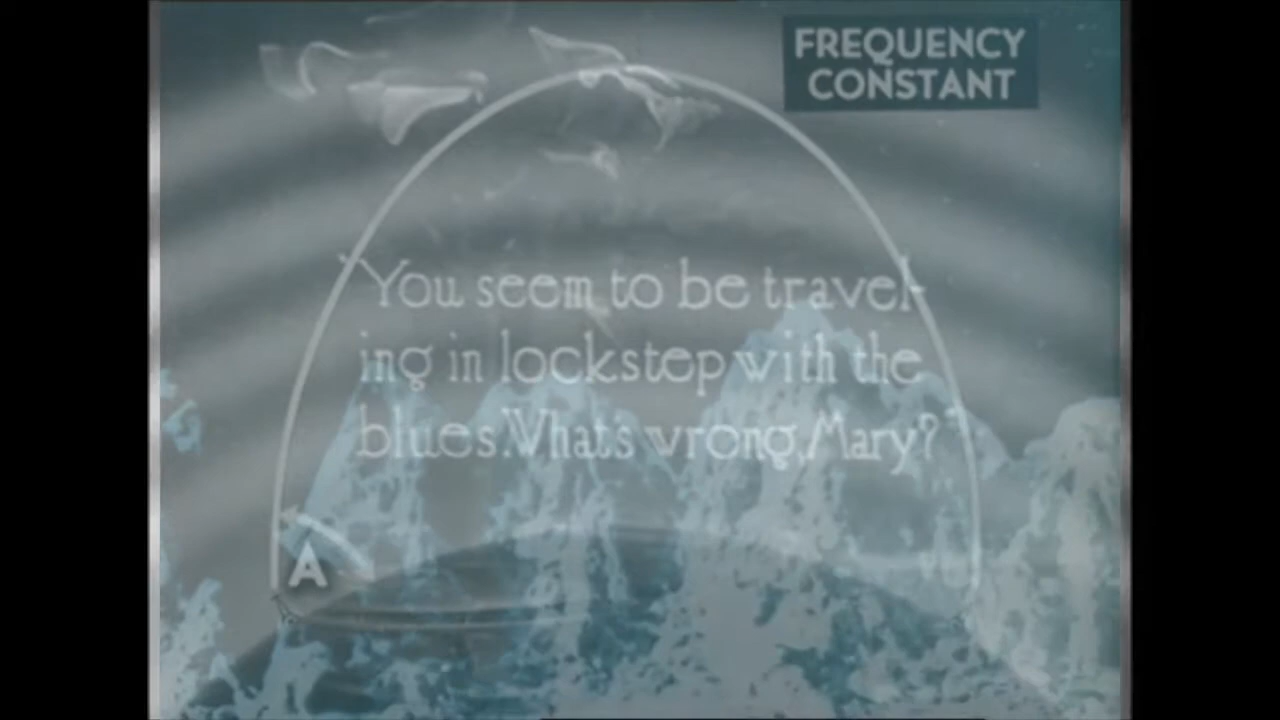 FREQUENCY
CONSTANT
"You seem to be travel-
ing in lockstep with the
blues. What's wrong, Mary?"
A